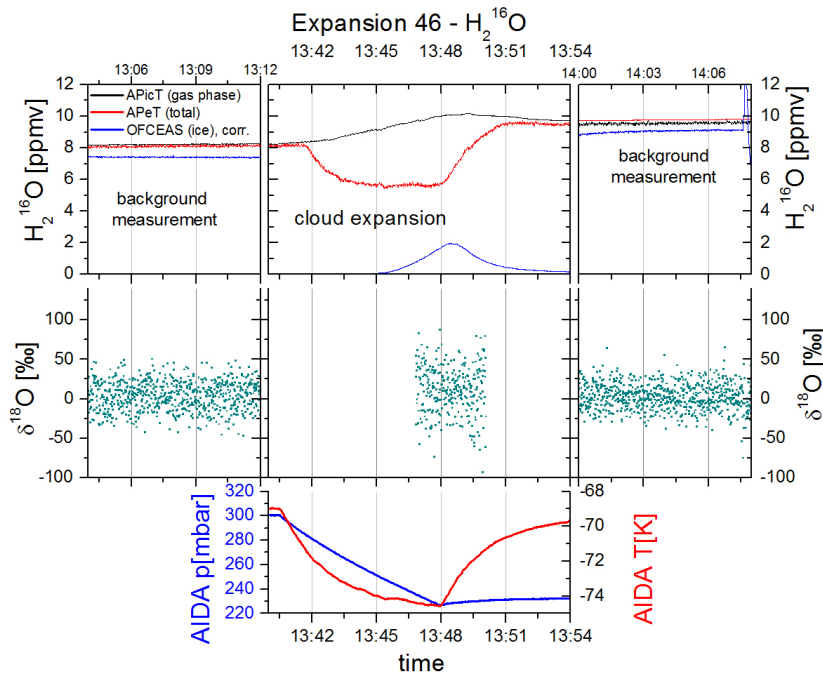 Expansion 46 - H₂¹⁶O
13:42 13:45 13:48 13:51 13:54
13:06 13:09 13:12
14:00 14:03 14:06
12
10
8
6
4
2
0
H₂¹⁶O [ppmv]
APicT (gas phase)
APeT (total)
OFCEAS (ice), corr.
background
measurement
cloud expansion
background
measurement
12
10
8
6
4
2
0
H₂¹⁶O [ppmv]
100
50
0
-50
-100
δ¹⁸O [‰]
100
50
0
-50
-100
δ¹⁸O [‰]
320
300
280
260
240
220
AIDA p[mbar]
-68
-70
-72
-74
AIDA T[K]
13:42 13:45 13:48 13:51 13:54
time